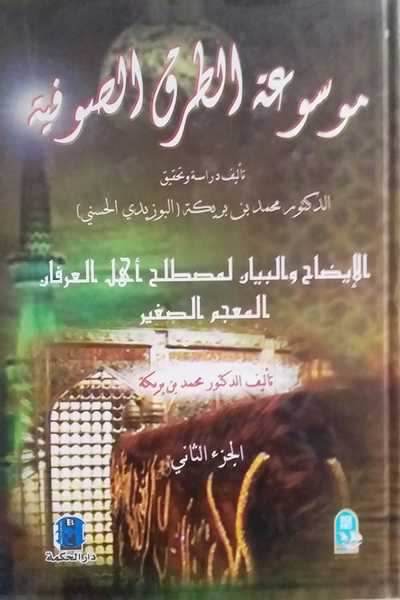 موسوعة الطرق الصوفية
تأليف دراسة وتحقيق
الدكتور محمد بن بريكة (البوزيدي الحسني)
الإيضاح والبيان لمصطلح أهل العرفان
المعجم الصغير
تأليف الدكتور محمد بن بريكة
الجزء الثاني
دار الحكمة